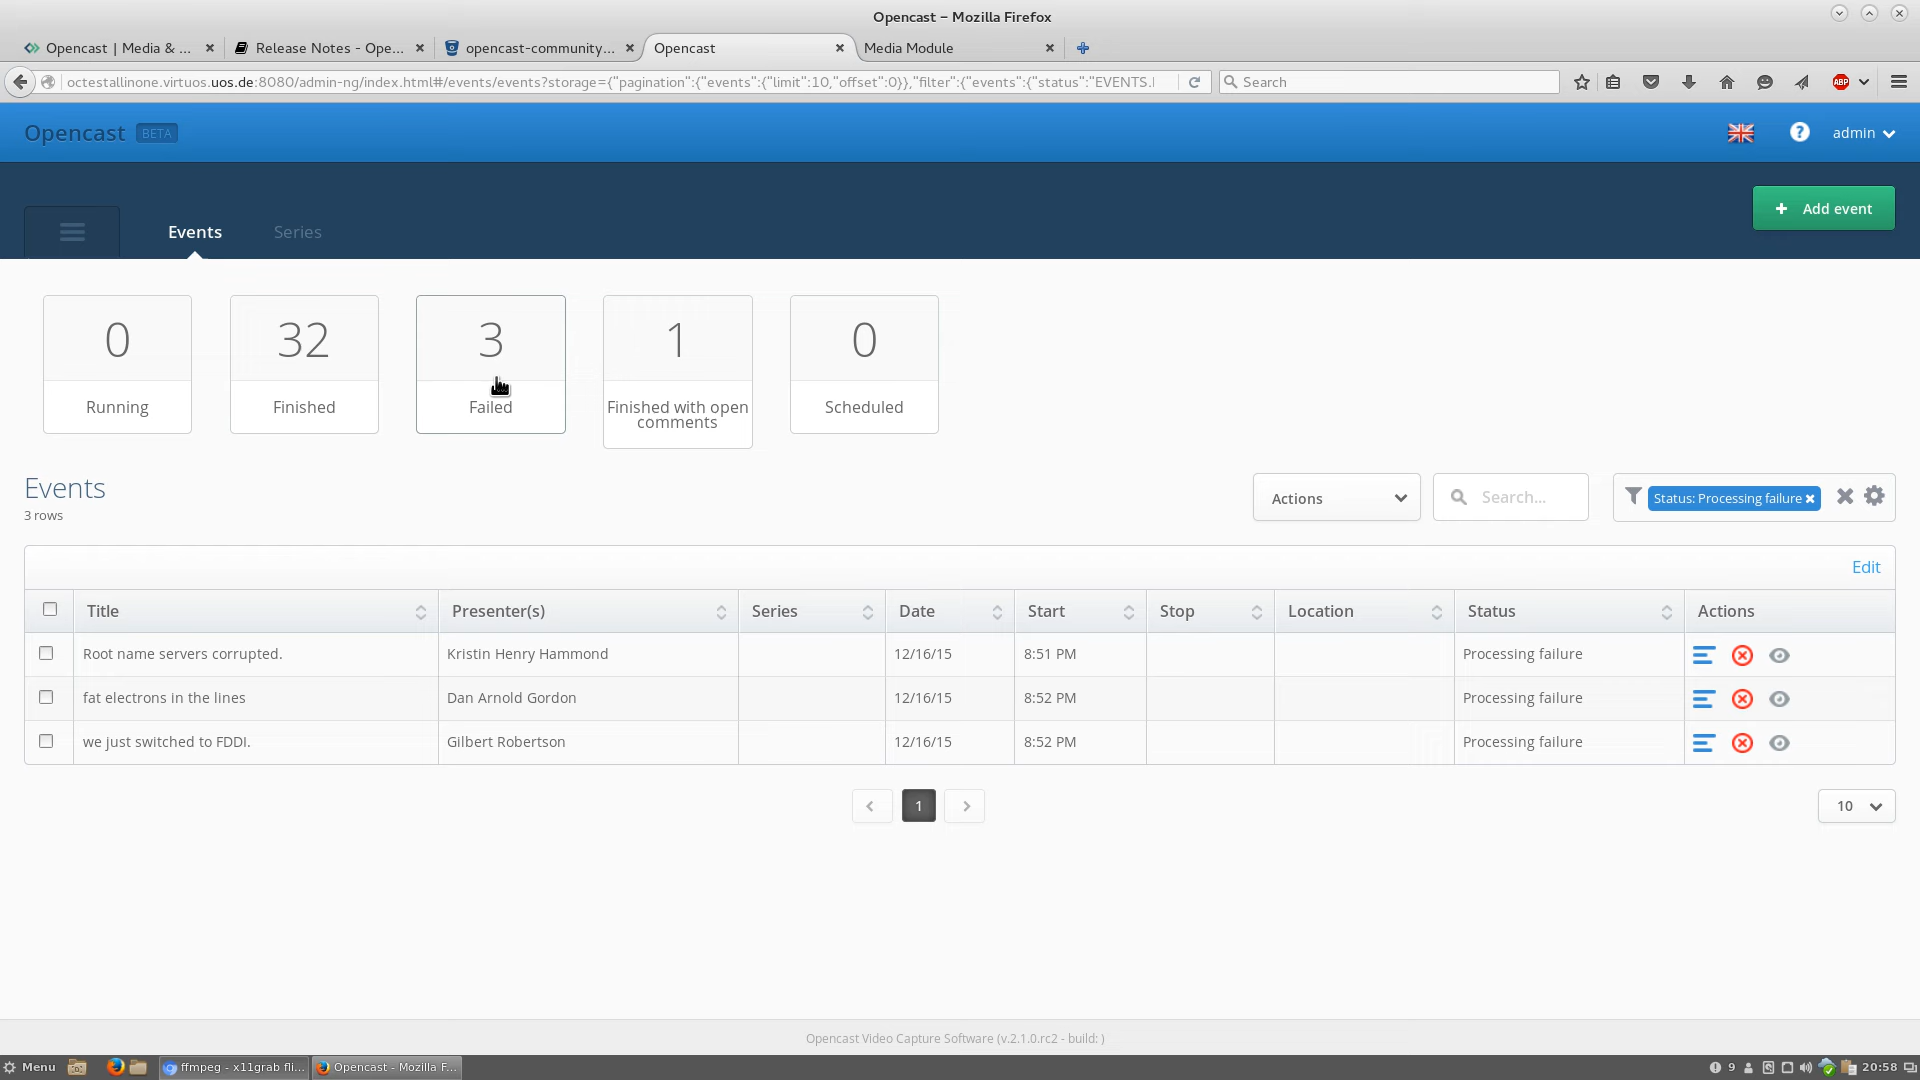 Opencast – Mozilla Firefox
Opencast | Media & ...
Release Notes - Ope...
opencast-community...
Opencast
Media Module
octestallinone.virtuos.uos.de:8080/admin-ng/index.html#/events/events?storage={"pagination":{"events":{"limit":10,"offset":0}},"filter":{"events":{"status":"EVENTS.I
Search
ABP
Opencast BETA
?
admin
Events
Series
+ Add event
0
Running
32
Finished
3
Failed
1
Finished with open
comments
0
Scheduled
Events
3 rows
Actions
Search...
Status: Processing failure
Edit
Title Presenter(s) Series Date Start Stop Location Status Actions
Root name servers corrupted. Kristin Henry Hammond 12/16/15 8:51 PM Processing failure
fat electrons in the lines Dan Arnold Gordon 12/16/15 8:52 PM Processing failure
we just switched to FDDI. Gilbert Robertson 12/16/15 8:52 PM Processing failure
1
10
Opencast Video Capture Software (v.2.1.0.rc2 - build: )
Menu
ffmpeg - x11grab fli...
Opencast - Mozilla F...
9
20:58